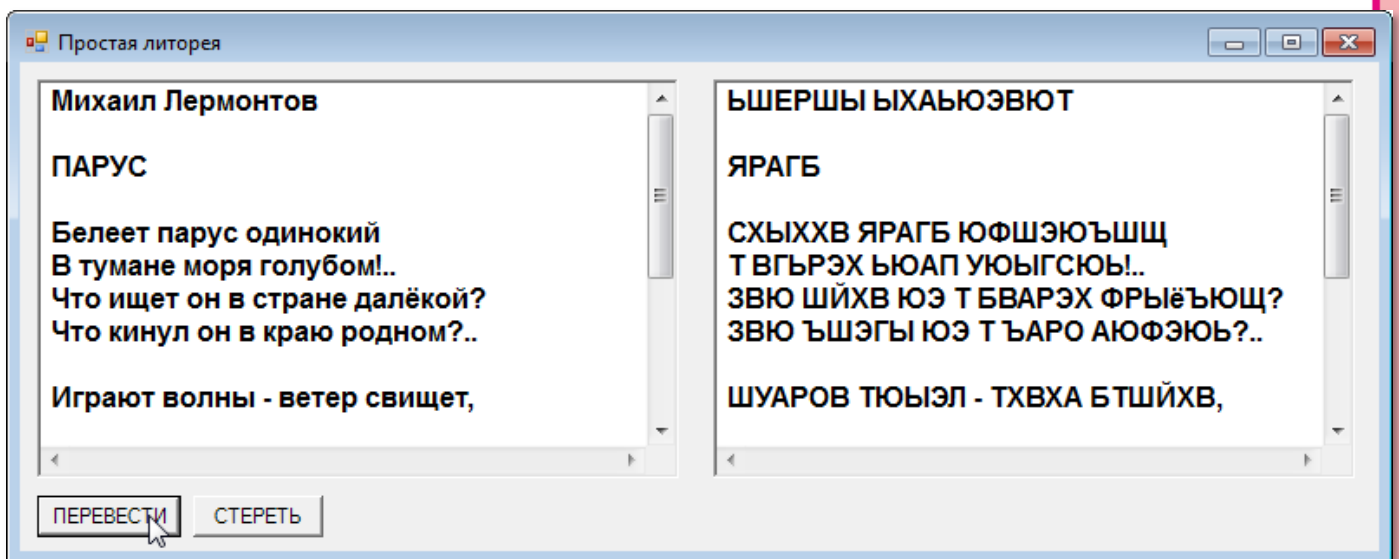 Простая литорея
Михаил Лермонтов
ПАРУС
Белеет парус одинокий
В тумане моря голубом!..
Что ищет он в стране далёкой?
Что кинул он в краю родном?..
Играют волны - ветер свищет,
ЬШЕРШЫ ЫХАЬЮЭВЮТ
ЯРАГБ
СХЫХХВ ЯРАГБ ЮФШЭЮЪШЩ
Т ВГЬРЭХ ЬЮАП УЮЫГСЮЬ!..
ЗВЮ ШЙХВ ЮЭ Т БВАРЭХ ФРЫёЪЮЩ?
ЗВЮ ЪШЭГЫ ЮЭ Т ЪАРО АЮФЭЮЬ?..
ШУАРОВ ТЮЫЭЛ - ТХВХА БТШЙХВ,
ПЕРЕВЕСТИ СТЕРЕТЬ